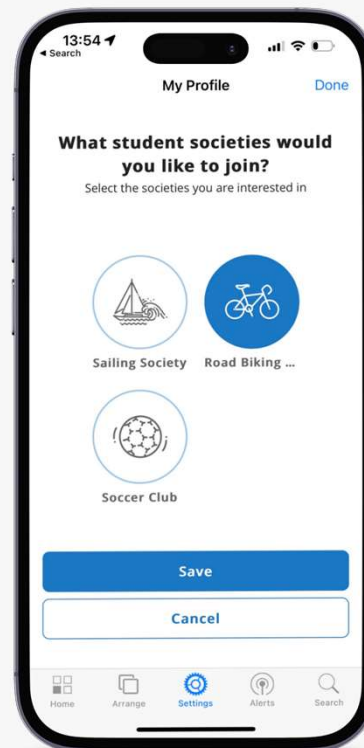 13:54
◀ Search
My Profile
Done
What student societies would
you like to join?
Select the societies you are interested in
Sailing Society
Road Biking ...
Soccer Club
Save
Cancel
Home
Arrange
Settings
Alerts
Search